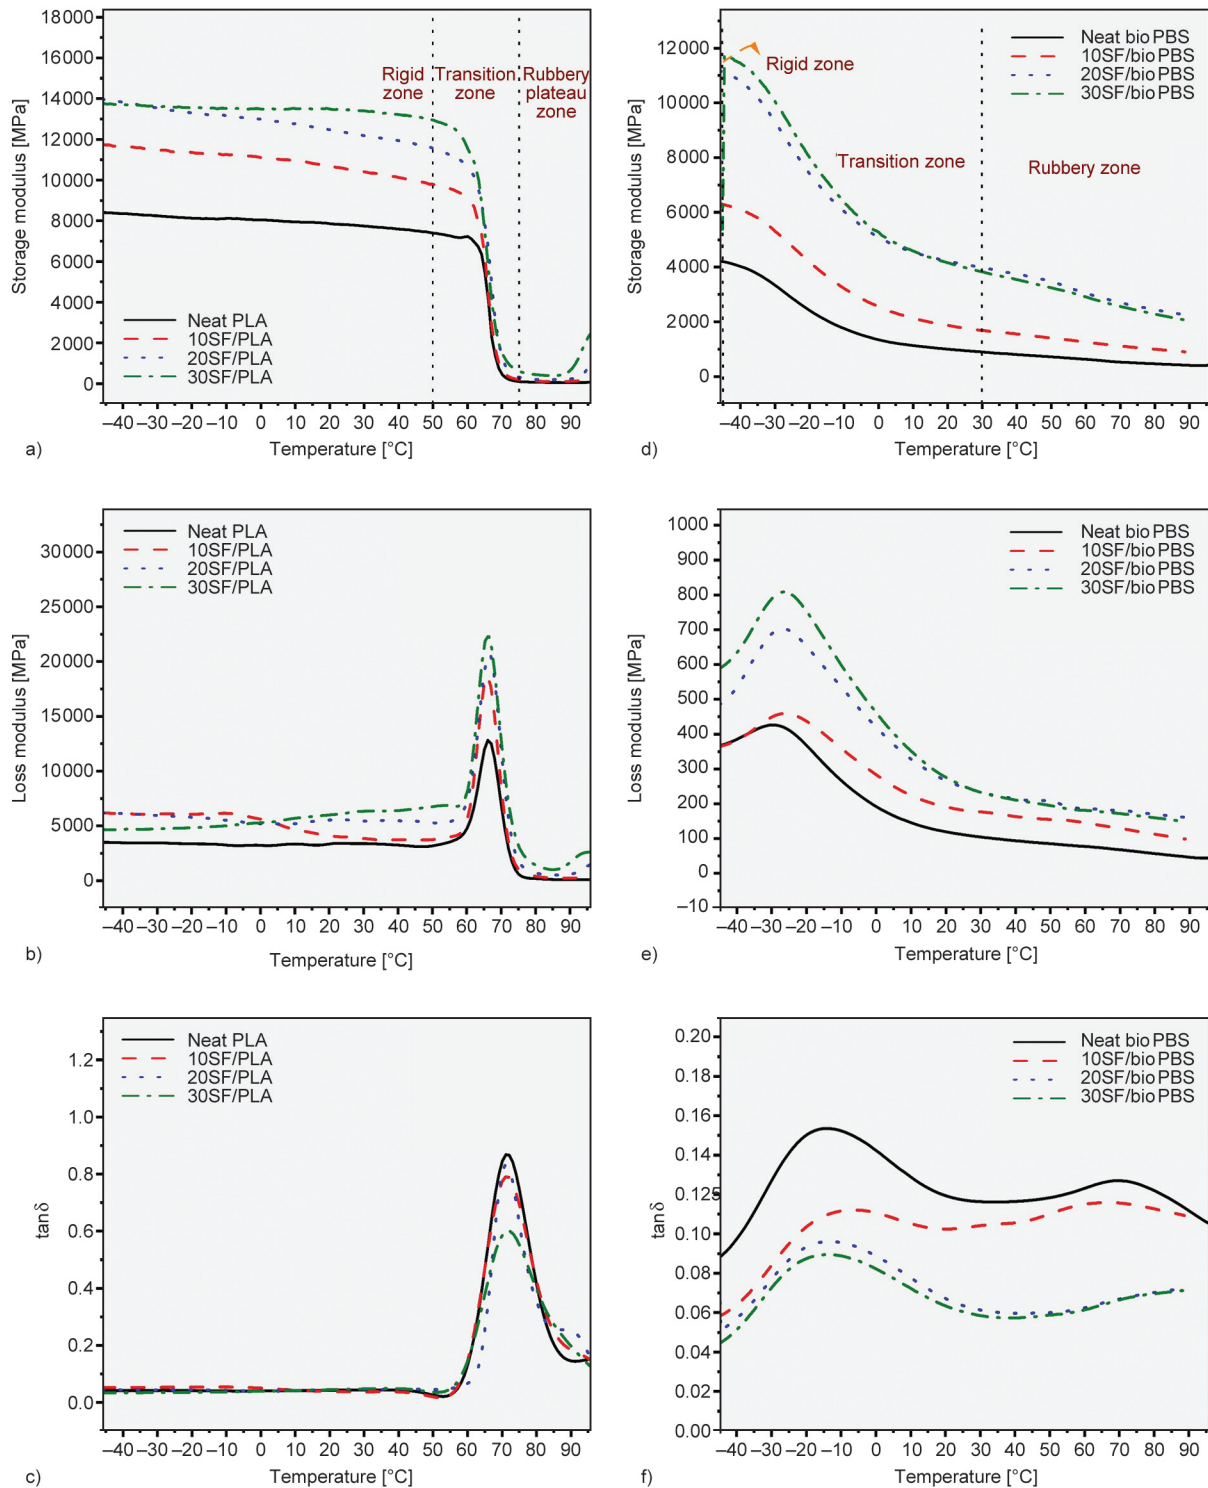 18000
16000
14000
12000
10000
8000
6000
4000
2000
0
Storage modulus [MPa]
Rigid zone
Transition zone
Rubbery plateau zone
Neat PLA
10SF/PLA
20SF/PLA
30SF/PLA
–40 –30 –20 –10 0 10 20 30 40 50 60 70 80 90
a) Temperature [°C]
12000
10000
8000
6000
4000
2000
0
Storage modulus [MPa]
Neat bio PBS
10SF/bio PBS
20SF/bio PBS
30SF/bio PBS
Rigid zone
Transition zone
Rubbery zone
–40 –30 –20 –10 0 10 20 30 40 50 60 70 80 90
d) Temperature [°C]
30000
25000
22500
20000
15000
10000
5000
0
Loss modulus [MPa]
Neat PLA
10SF/PLA
20SF/PLA
30SF/PLA
–40 –30 –20 –10 0 10 20 30 40 50 60 70 80 90
b) Temperature [°C]
1000
900
800
700
600
500
400
300
200
100
0
–10
Loss modulus [MPa]
Neat bio PBS
10SF/bio PBS
20SF/bio PBS
30SF/bio PBS
–40 –30 –20 –10 0 10 20 30 40 50 60 70 80 90
e) Temperature [°C]
1.2
1.0
0.8
0.6
0.4
0.2
0.0
tanδ
Neat PLA
10SF/PLA
20SF/PLA
30SF/PLA
–40 –30 –20 –10 0 10 20 30 40 50 60 70 80 90
c) Temperature [°C]
0.20
0.18
0.16
0.14
0.125
0.10
0.08
0.06
0.04
0.02
0.00
tanδ
Neat bio PBS
10SF/bio PBS
20SF/bio PBS
30SF/bio PBS
–40 –30 –20 –10 0 10 20 30 40 50 60 70 80 90
f) Temperature [°C]